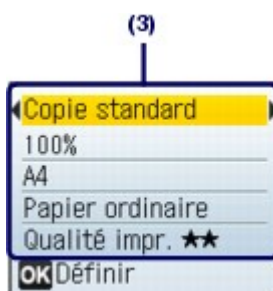 (3)
Copie standard
100%
A4
Papier ordinaire
Qualité impr. ★★
OK Définir